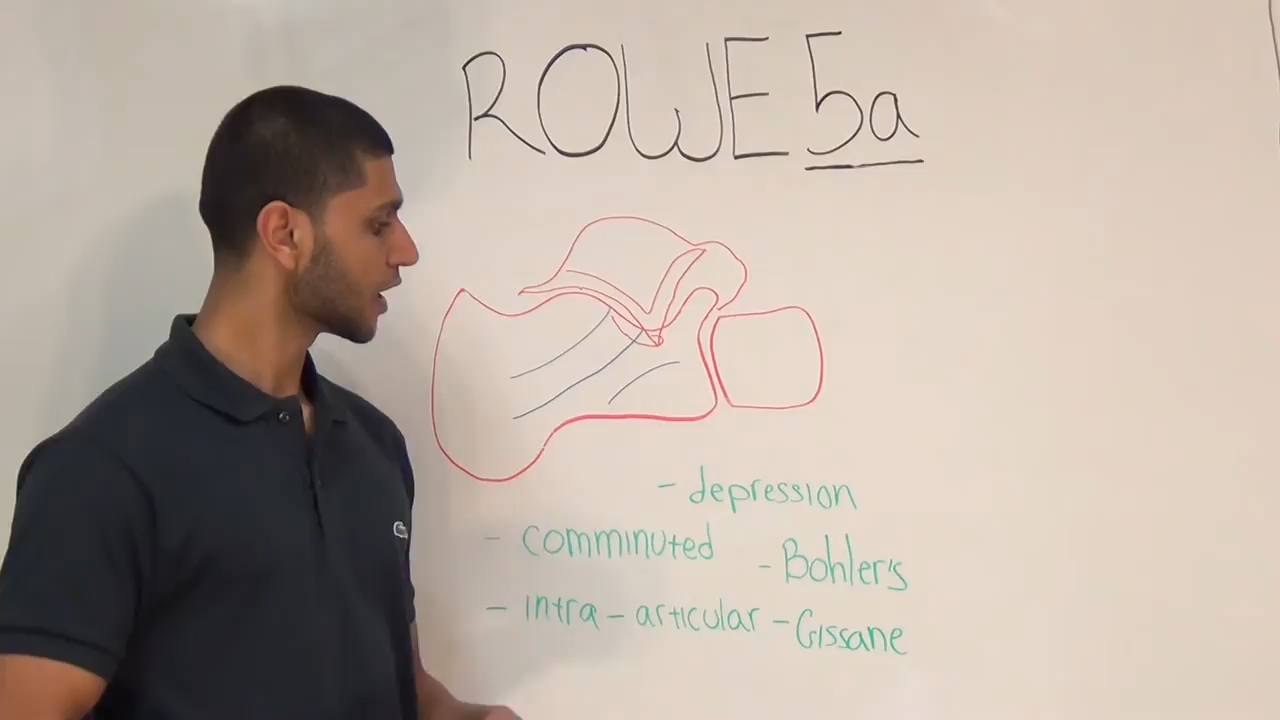 ROWE 5a
- depression
- comminuted
- Bohler's
- intra-articular
- Gissane